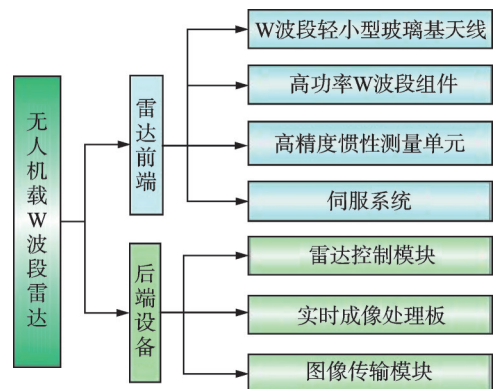 无人机载W波段雷达
雷达前端
W波段轻小型玻璃基天线
高功率W波段组件
高精度惯性测量单元
伺服系统
后端设备
雷达控制模块
实时成像处理板
图像传输模块